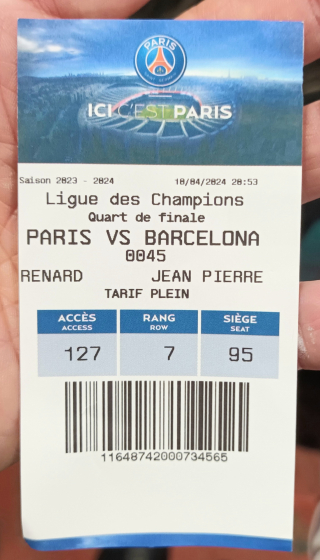 PARIS
ICI C'EST PARIS
Saison 2023 - 2024 10/04/2024 20:53
Ligue des Champions
Quart de finale
PARIS VS BARCELONA
0045
RENARD JEAN PIERRE
TARIF PLEIN
ACCÈS RANG SIÈGE
ACCESS ROW SEAT
127 7 95
11648742000734565